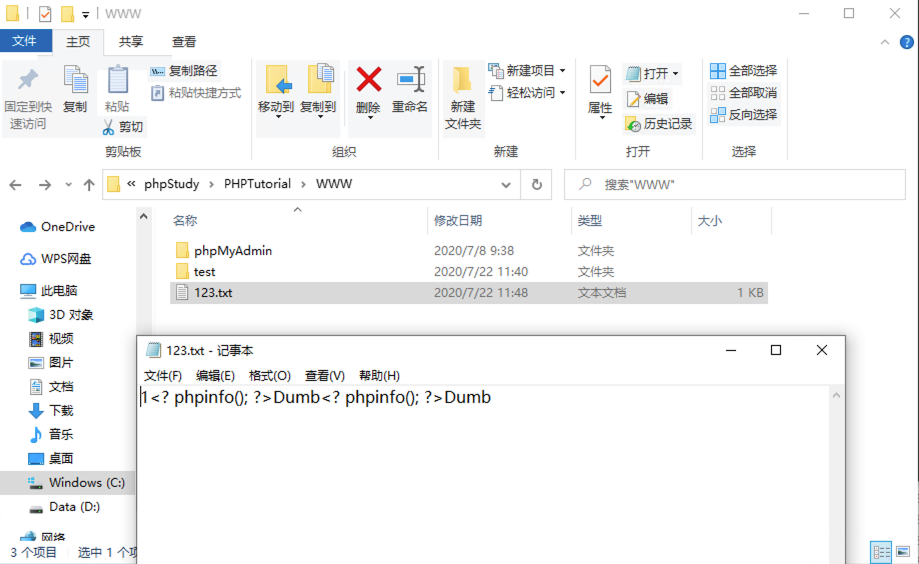 WWW
文件 主页 共享 查看
固定到快速访问
复制
粘贴
复制路径
粘贴快捷方式
剪切
剪贴板
移动到 复制到 删除 重命名
组织
新建文件夹
新建项目
轻松访问
新建
属性
打开
编辑
历史记录
打开
全部选择
全部取消
反向选择
选择
« phpStudy › PHPTutorial › WWW
搜索"WWW"
名称 修改日期 类型 大小
phpMyAdmin 2020/7/8 9:38 文件夹
test 2020/7/22 11:40 文件夹
123.txt 2020/7/22 11:48 文本文档 1 KB
OneDrive
WPS网盘
此电脑
3D 对象
视频
图片
文档
下载
音乐
桌面
Windows (C:)
Data (D:)
网络
3 个项目 选中 1 个项
123.txt - 记事本
文件(F) 编辑(E) 格式(O) 查看(V) 帮助(H)
1<? phpinfo(); ?>Dumb<? phpinfo(); ?>Dumb